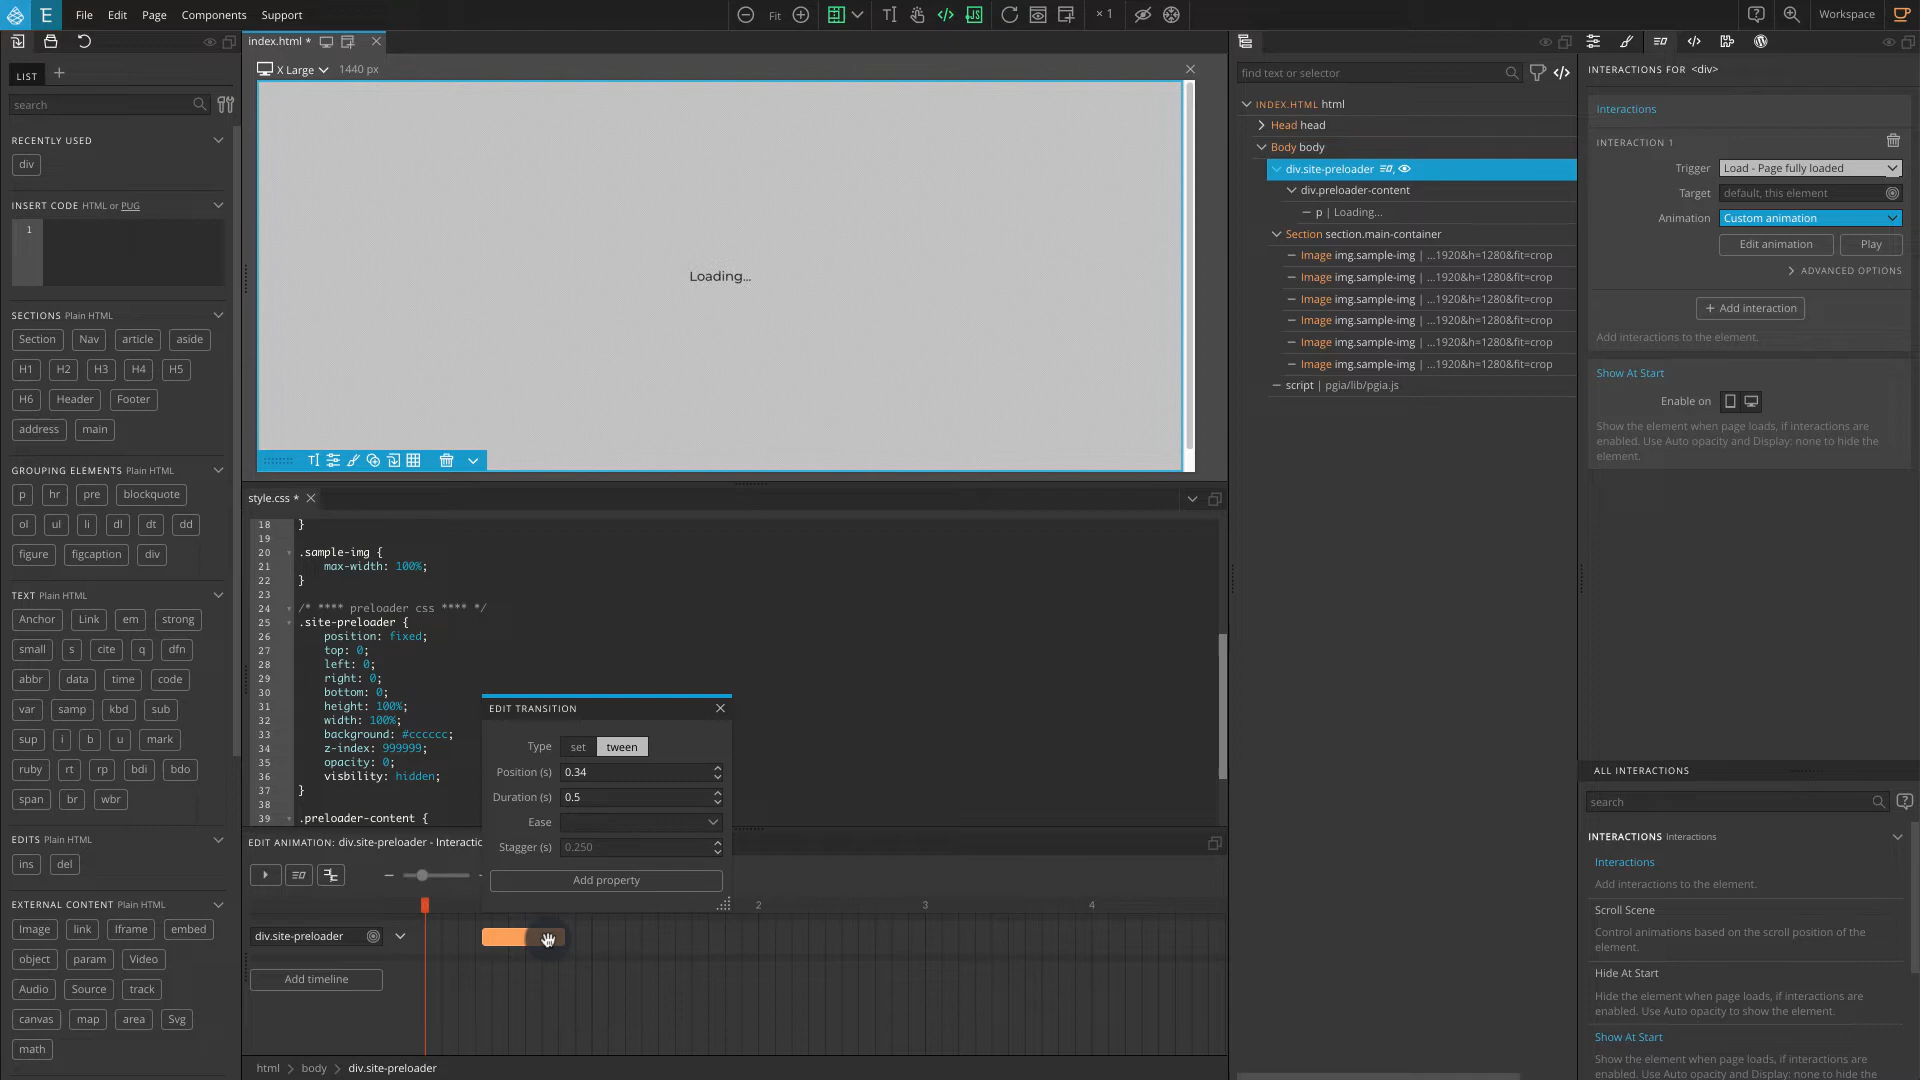 E File Edit Page Components Support
Fit × 1 Workspace
index.html *
LIST
search
RECENTLY USED
div
INSERT CODE HTML or PUG
1
SECTIONS Plain HTML
Section Nav article aside
H1 H2 H3 H4 H5
H6 Header Footer
address main
GROUPING ELEMENTS Plain HTML
p hr pre blockquote
ol ul li dl dt dd
figure figcaption div
TEXT Plain HTML
Anchor Link em strong
small s cite q dfn
abbr data time code
var samp kbd sub
sup i b u mark
ruby rt rp bdi bdo
span br wbr
EDITS Plain HTML
ins del
EXTERNAL CONTENT Plain HTML
Image link Iframe embed
object param Video
Audio Source track
canvas map area Svg
math
X Large 1440 px
Loading...
style.css *
18 }
19
20 .sample-img {
21 max-width: 100%;
22 }
23
24 /* **** preloader css **** */
25 .site-preloader {
26 position: fixed;
27 top: 0;
28 left: 0;
29 right: 0;
30 bottom: 0;
31 height: 100%;
32 width: 100%;
33 background: #cccccc;
34 z-index: 999999;
35 opacity: 0;
36 visbility: hidden;
37 }
38
39 .preloader-content {
EDIT TRANSITION
Type set tween
Position (s) 0.34
Duration (s) 0.5
Ease
Stagger (s) 0.250
Add property
EDIT ANIMATION: div.site-preloader - Interactic
2 3 4
div.site-preloader
Add timeline
html body div.site-preloader
find text or selector
INDEX.HTML html
Head head
Body body
div.site-preloader
div.preloader-content
p | Loading...
Section section.main-container
Image img.sample-img | ...1920&h=1280&fit=crop
Image img.sample-img | ...1920&h=1280&fit=crop
Image img.sample-img | ...1920&h=1280&fit=crop
Image img.sample-img | ...1920&h=1280&fit=crop
Image img.sample-img | ...1920&h=1280&fit=crop
Image img.sample-img | ...1920&h=1280&fit=crop
script | pgia/lib/pgia.js
INTERACTIONS FOR <div>
Interactions
INTERACTION 1
Trigger Load - Page fully loaded
Target default, this element
Animation Custom animation
Edit animation Play
ADVANCED OPTIONS
+ Add interaction
Add interactions to the element.
Show At Start
Enable on
Show the element when page loads, if interactions are
enabled. Use Auto opacity and Display: none to hide the
element.
ALL INTERACTIONS
search
INTERACTIONS Interactions
Interactions
Add interactions to the element.
Scroll Scene
Control animations based on the scroll position of the
element.
Hide At Start
Hide the element when page loads, if interactions are
enabled. Use Auto opacity to show the element.
Show At Start
Show the element when page loads, if interactions are
enabled. Use Auto opacity and Display: none to hide the